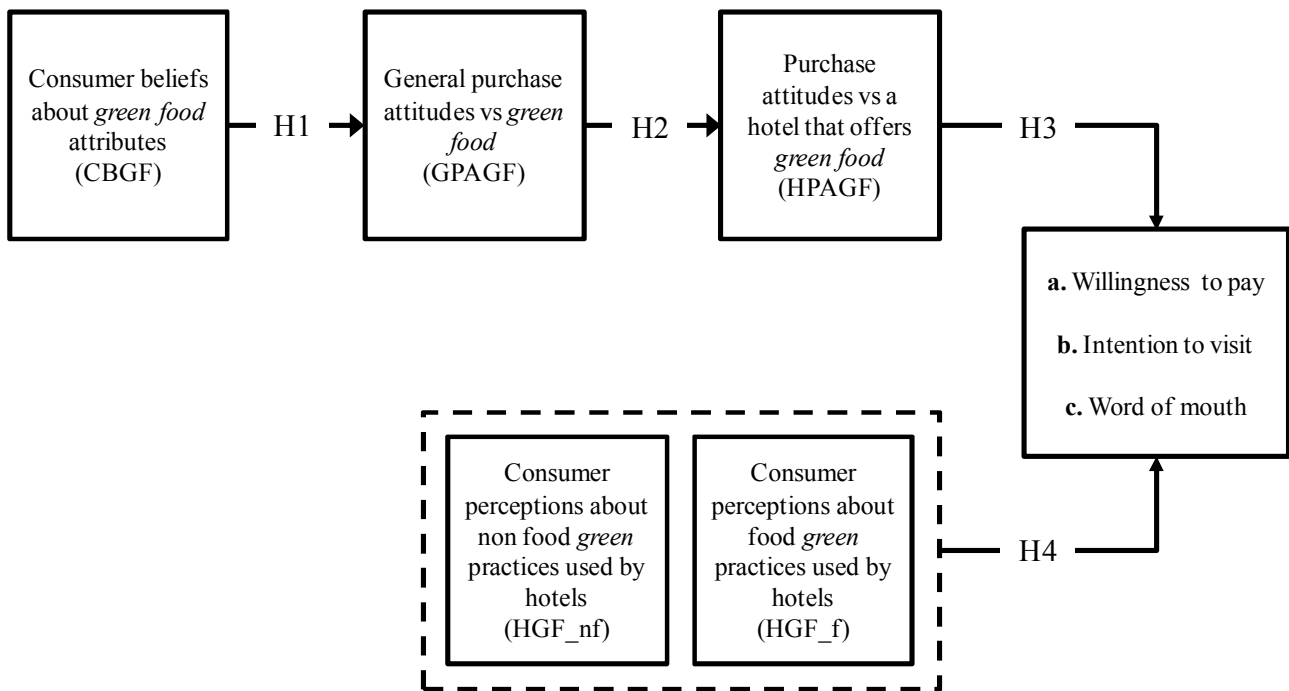 Consumer beliefs
about green food
attributes
(CBGF)
H1
General purchase
attitudes vs green
food
(GPAGF)
H2
Purchase
attitudes vs a
hotel that offers
green food
(HPAGF)
H3
a. Willingness to pay
b. Intention to visit
c. Word of mouth
Consumer
perceptions about
non food green
practices used by
hotels
(HGF_nf)
Consumer
perceptions about
food green
practices used by
hotels
(HGF_f)
H4